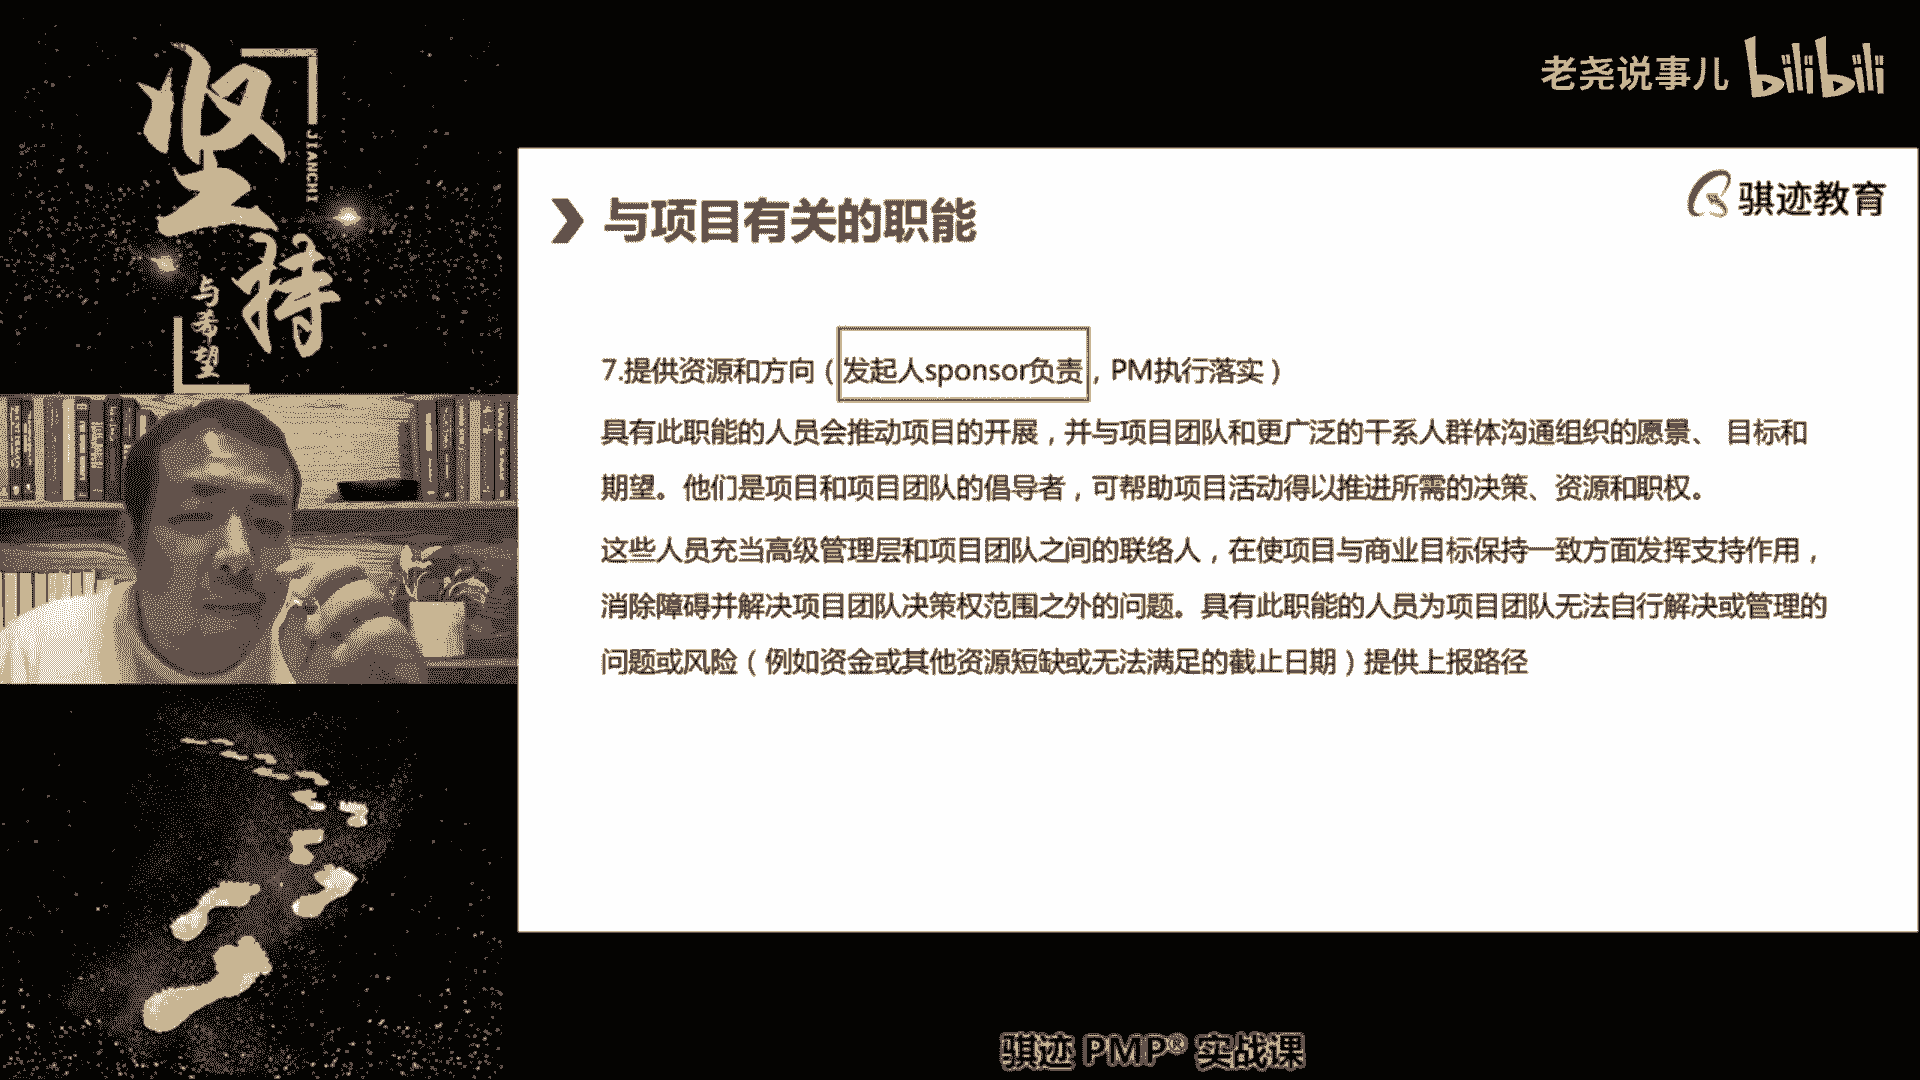 坚持
JIANCHI
与希望
老尧说事儿 bilibili
骐迹教育
与项目有关的职能
7.提供资源和方向（发起人sponsor负责，PM执行落实）
具有此职能的人员会推动项目的开展，并与项目团队和更广泛的干系人群体沟通组织的愿景、 目标和
期望。他们是项目和项目团队的倡导者，可帮助项目活动得以推进所需的决策、资源和职权。
这些人员充当高级管理层和项目团队之间的联络人，在使项目与商业目标保持一致方面发挥支持作用，
消除障碍并解决项目团队决策权范围之外的问题。具有此职能的人员为项目团队无法自行解决或管理的
问题或风险（例如资金或其他资源短缺或无法满足的截止日期）提供上报路径
骐迹 PMP® 实战课